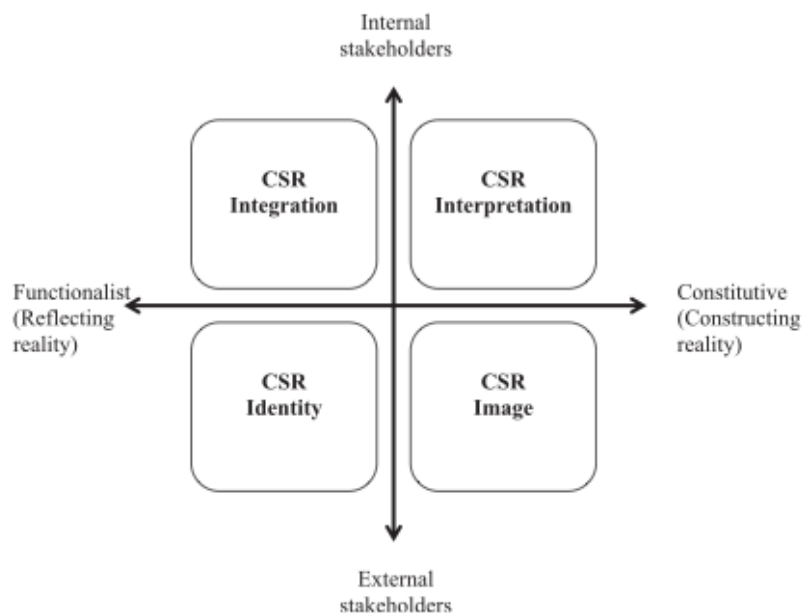 Internal
stakeholders
CSR
Integration
CSR
Interpretation
Functionalist
(Reflecting
reality)
Constitutive
(Constructing
reality)
CSR
Identity
CSR
Image
External
stakeholders